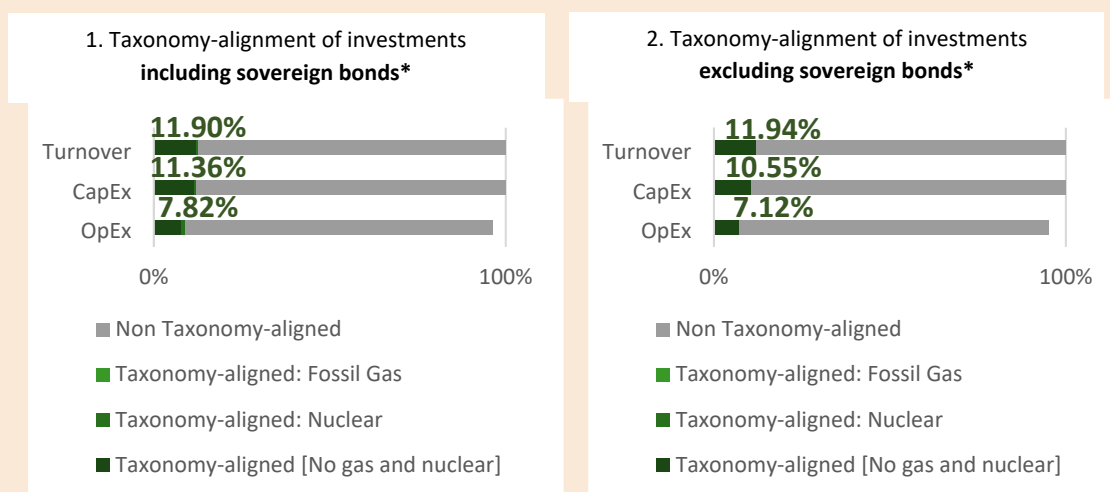 1. Taxonomy-alignment of investments
including sovereign bonds*
11.90%
Turnover
11.36%
CapEx
7.82%
OpEx
0% 100%
Non Taxonomy-aligned
Taxonomy-aligned: Fossil Gas
Taxonomy-aligned: Nuclear
Taxonomy-aligned [No gas and nuclear]
2. Taxonomy-alignment of investments
excluding sovereign bonds*
11.94%
Turnover
10.55%
CapEx
7.12%
OpEx
0% 100%
Non Taxonomy-aligned
Taxonomy-aligned: Fossil Gas
Taxonomy-aligned: Nuclear
Taxonomy-aligned [No gas and nuclear]